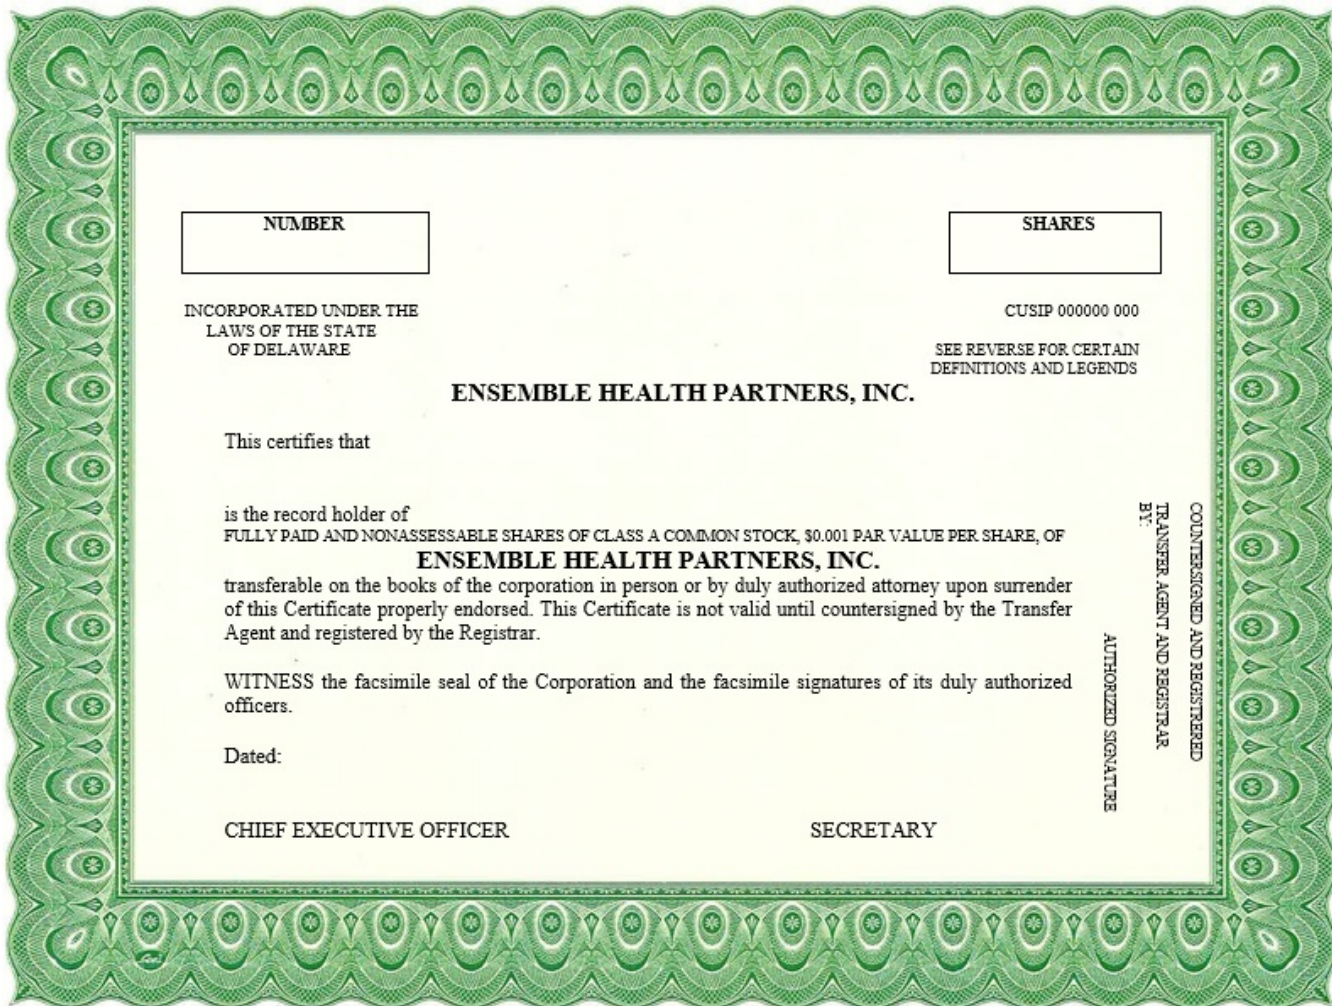 NUMBER
SHARES
INCORPORATED UNDER THE
LAWS OF THE STATE
OF DELAWARE
CUSIP 000000 000
SEE REVERSE FOR CERTAIN
DEFINITIONS AND LEGENDS
ENSEMBLE HEALTH PARTNERS, INC.
This certifies that
is the record holder of
FULLY PAID AND NONASSESSABLE SHARES OF CLASS A COMMON STOCK, $0.001 PAR VALUE PER SHARE, OF
ENSEMBLE HEALTH PARTNERS, INC.
transferable on the books of the corporation in person or by duly authorized attorney upon surrender
of this Certificate properly endorsed. This Certificate is not valid until countersigned by the Transfer
Agent and registered by the Registrar.
WITNESS the facsimile seal of the Corporation and the facsimile signatures of its duly authorized
officers.
Dated:
CHIEF EXECUTIVE OFFICER
SECRETARY
COUNTERSIGNED AND REGISTRERED
TRANSFER AGENT AND REGISTRAR
BY:
AUTHORIZED SIGNATURE